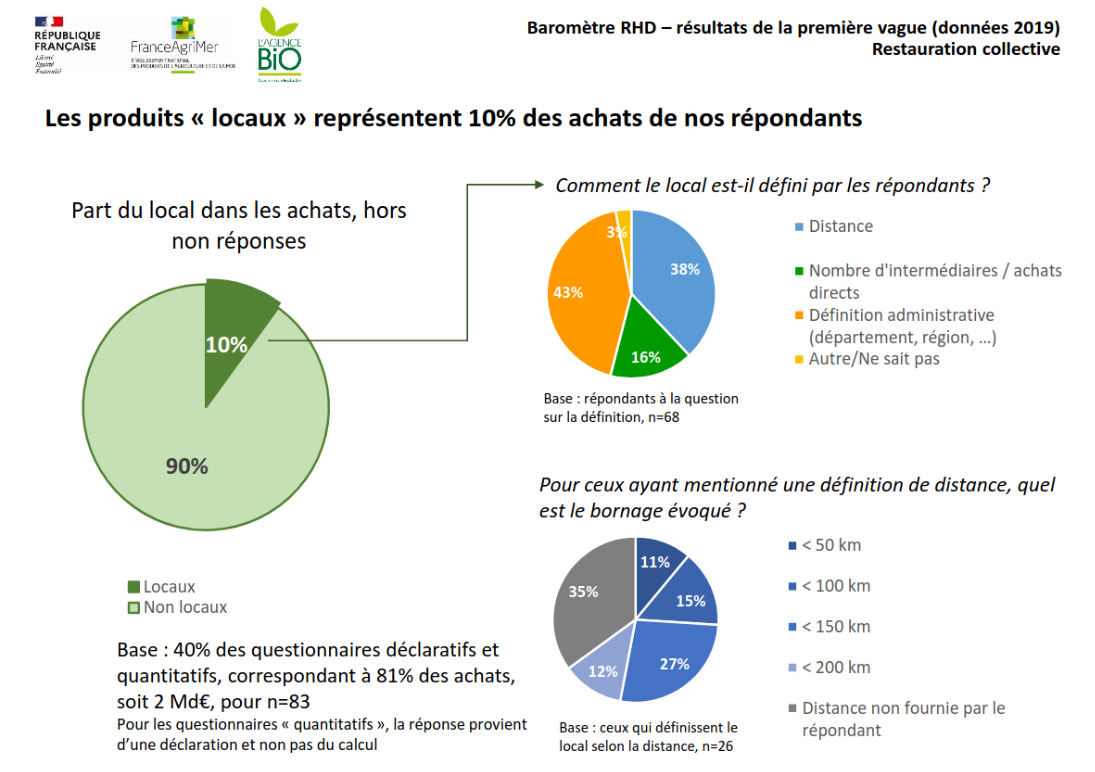 RÉPUBLIQUE
FRANÇAISE
Liberté
Égalité
Fraternité
FranceAgriMer
L'AGENCE
BiO
Baromètre RHD – résultats de la première vague (données 2019)
Restauration collective
Les produits « locaux » représentent 10% des achats de nos répondants
Part du local dans les achats, hors
non réponses
10%
90%
Locaux
Non locaux
Base : 40% des questionnaires déclaratifs et
quantitatifs, correspondant à 81% des achats,
soit 2 Md€, pour n=83
Pour les questionnaires « quantitatifs », la réponse provient
d'une déclaration et non pas du calcul
Comment le local est-il défini par les répondants ?
3%
38%
43%
16%
Distance
Nombre d'intermédiaires / achats
directs
Définition administrative
(département, région, …)
Autre/Ne sait pas
Base : répondants à la question
sur la définition, n=68
Pour ceux ayant mentionné une définition de distance, quel
est le bornage évoqué ?
11%
35%
15%
27%
12%
< 50 km
< 100 km
< 150 km
< 200 km
Distance non fournie par le
répondant
Base : ceux qui définissent le
local selon la distance, n=26